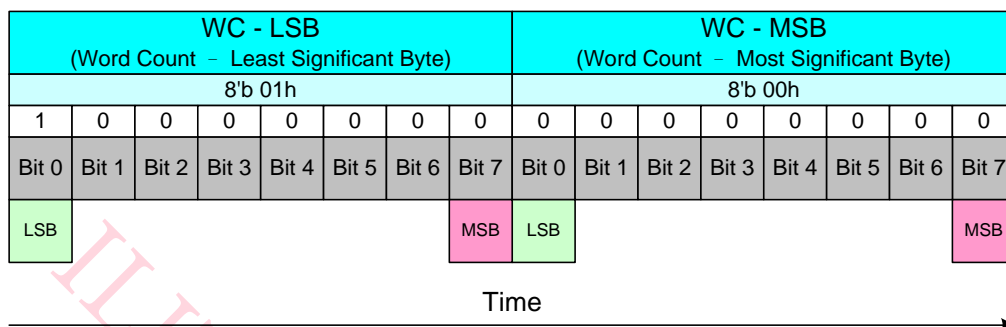 WC - LSB WC - MSB
(Word Count – Least Significant Byte) (Word Count – Most Significant Byte)
8'b 01h 8'b 00h
1 0 0 0 0 0 0 0 0 0 0 0 0 0 0 0
Bit 0 Bit 1 Bit 2 Bit 3 Bit 4 Bit 5 Bit 6 Bit 7 Bit 0 Bit 1 Bit 2 Bit 3 Bit 4 Bit 5 Bit 6 Bit 7
LSB MSB LSB MSB
Time